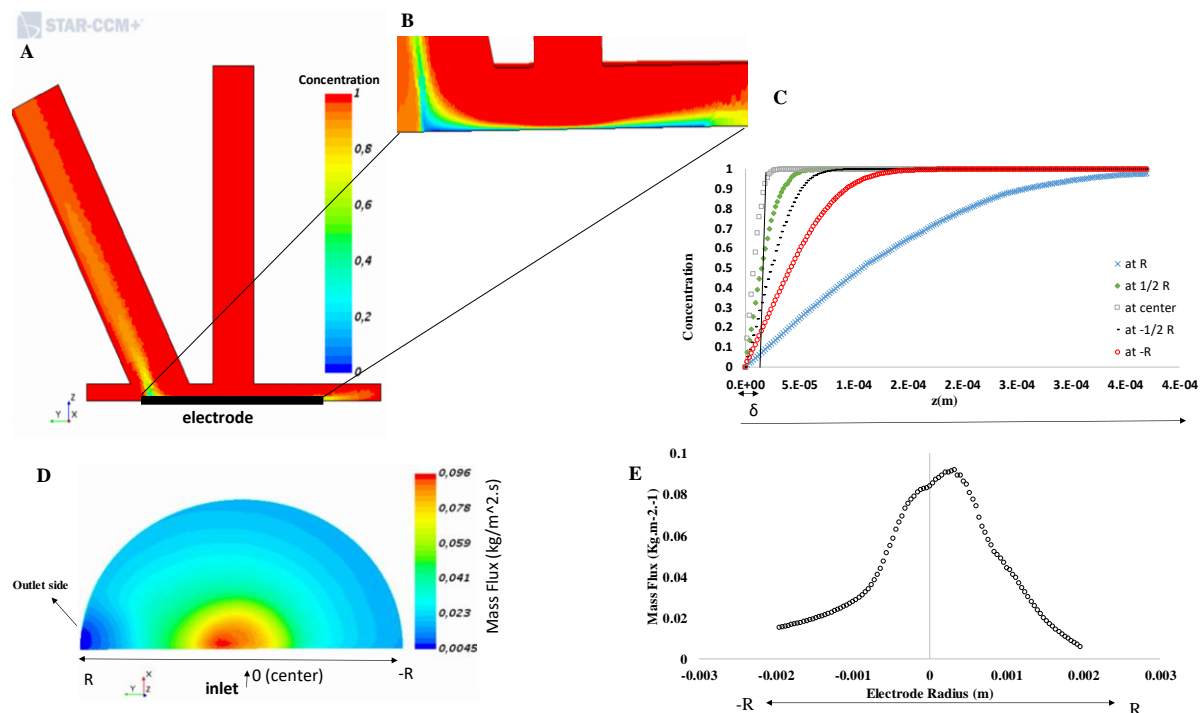 STAR-CCM+
A
Concentration
1
0,8
0,6
0,4
0,2
0
electrode
Z
Y
X
B
C
Concentration
1
0.9
0.8
0.7
0.6
0.5
0.4
0.3
0.2
0.1
0
0.E+00
5.E-05
1.E-04
2.E-04
2.E-04
3.E-04
3.E-04
4.E-04
4.E-04
z(m)
δ
at R
at 1/2 R
at center
at -1/2 R
at -R
D
Outlet side
R
inlet
0 (center)
-R
X
Y
Z
0,096
0,078
0,059
0,041
0,023
0,0045
Mass Flux (kg/m^2.s)
E
Mass Flux (Kg.m-2.-1)
0.1
0.08
0.06
0.04
0.02
0
-0.003
-0.002
-0.001
0
0.001
0.002
0.003
Electrode Radius (m)
-R
R